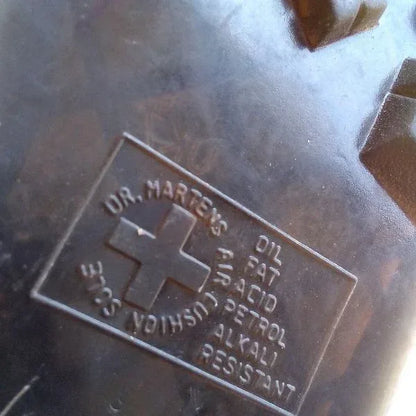 DR. MARTENS AIR CUSHION SOLE
OIL
FAT
ACID
PETROL
ALKALI
RESISTANT